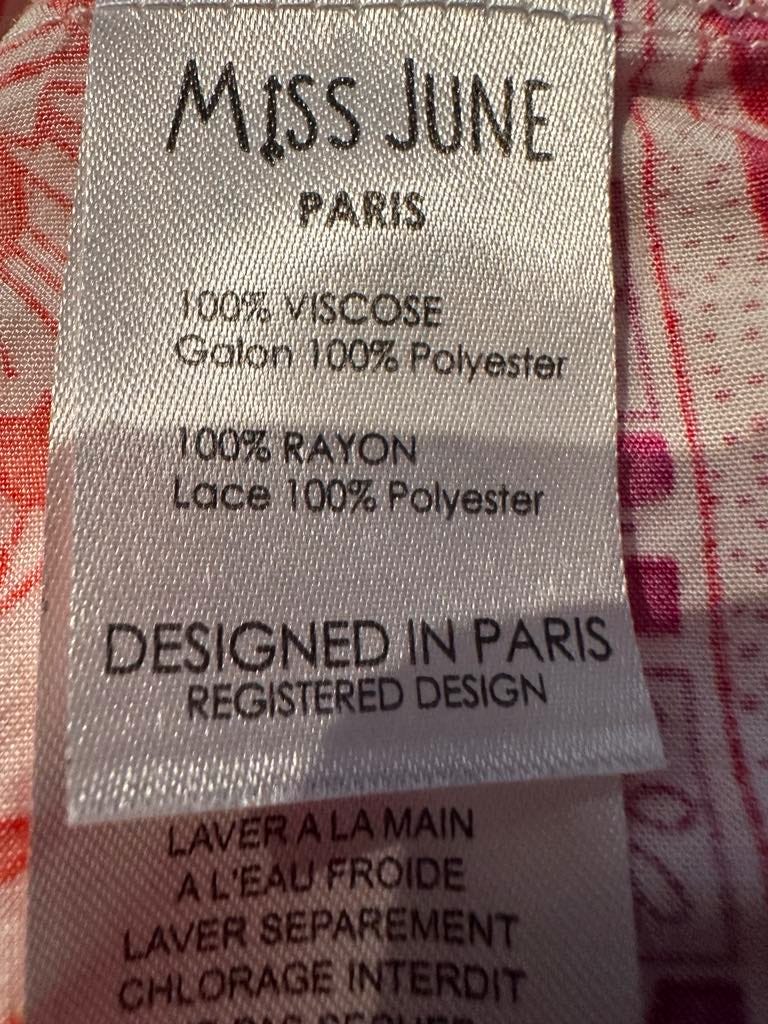 MISS JUNE
PARIS
100% VISCOSE
Galon 100% Polyester
100% RAYON
Lace 100% Polyester
DESIGNED IN PARIS
REGISTERED DESIGN
LAVER A LA MAIN
A L'EAU FROIDE
LAVER SEPAREMENT
CHLORAGE INTERDIT